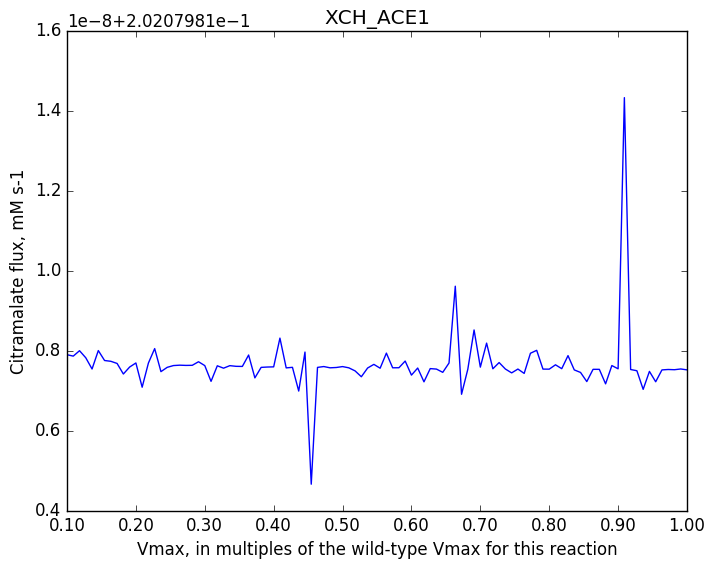 1e−8+2.0207981e−1
XCH_ACE1
1.6
1.4
1.2
1.0
0.8
0.6
0.4
Citramalate flux, mM s-1
0.10 0.20 0.30 0.40 0.50 0.60 0.70 0.80 0.90 1.00
Vmax, in multiples of the wild-type Vmax for this reaction